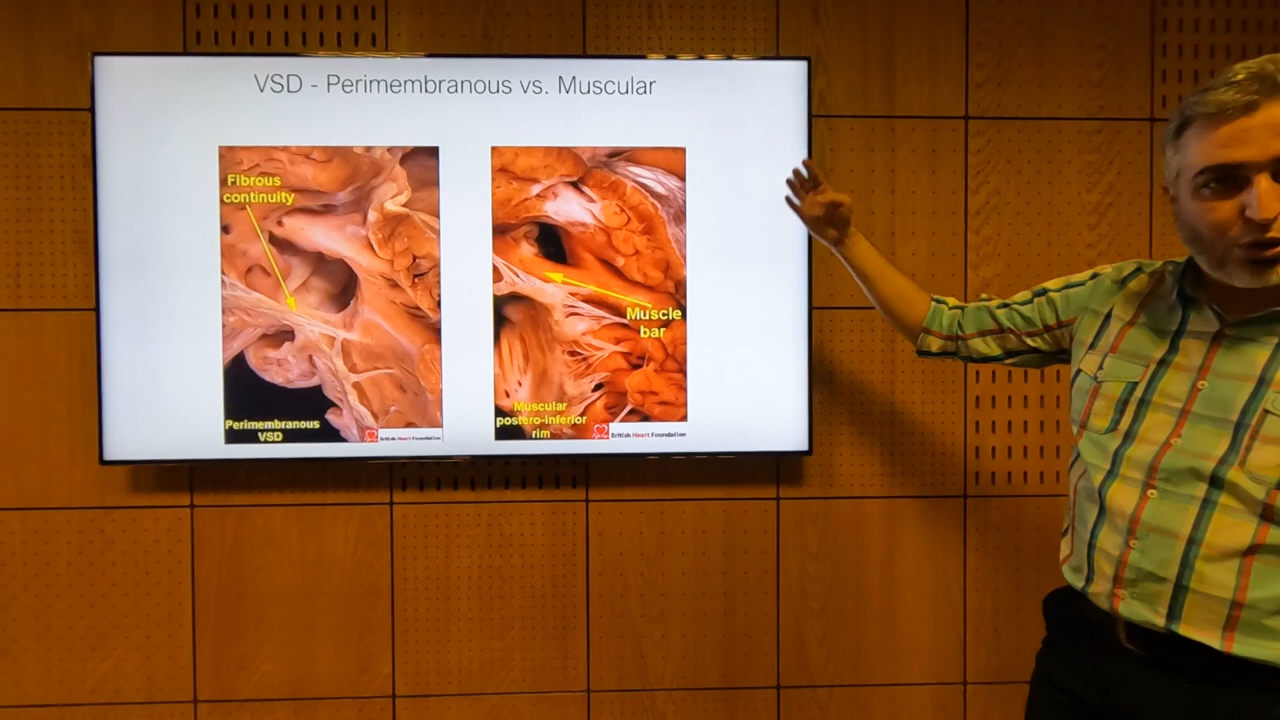 VSD - Perimembranous vs. Muscular
Fibrous
continuity
Perimembranous
VSD
British Heart Foundation
Muscle
bar
Muscular
postero-inferior
rim
British Heart Foundation